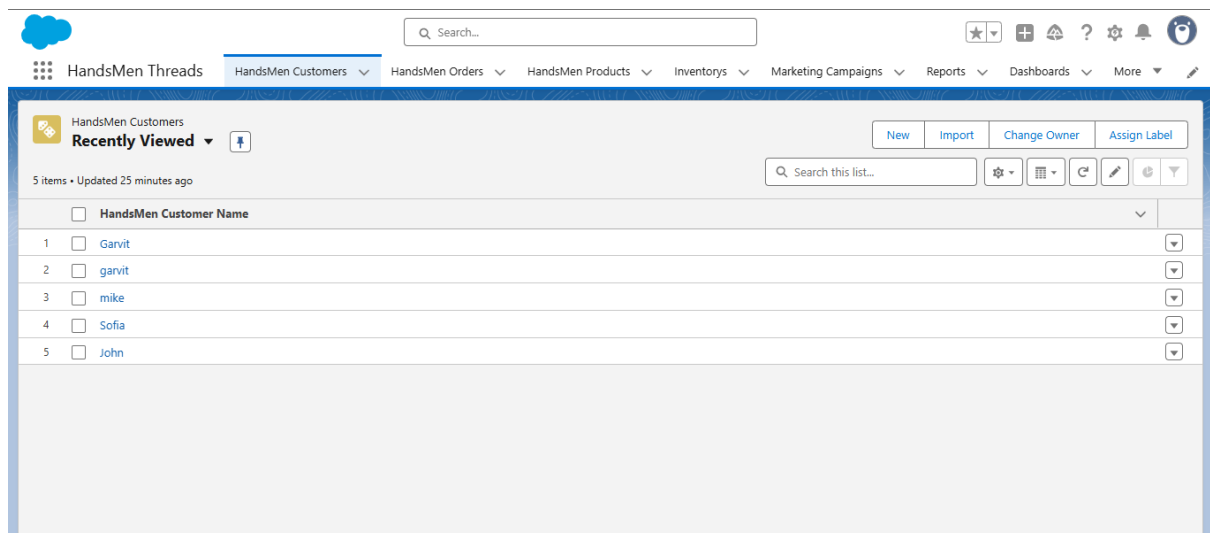 Search...
HandsMen Threads HandsMen Customers HandsMen Orders HandsMen Products Inventorys Marketing Campaigns Reports Dashboards More
HandsMen Customers
Recently Viewed
New Import Change Owner Assign Label
5 items • Updated 25 minutes ago
Search this list...
HandsMen Customer Name
1 Garvit
2 garvit
3 mike
4 Sofia
5 John